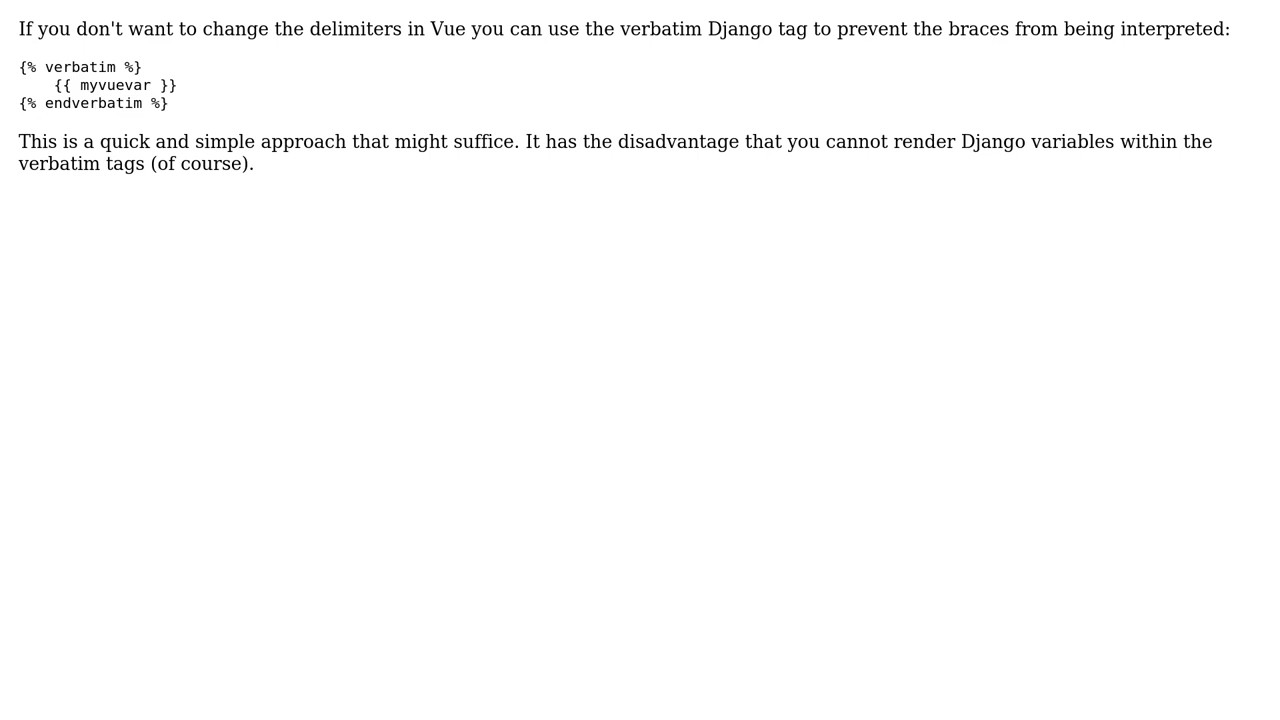 If you don't want to change the delimiters in Vue you can use the verbatim Django tag to prevent the braces from being interpreted:
{% verbatim %}
    {{ myvuevar }}
{% endverbatim %}
This is a quick and simple approach that might suffice. It has the disadvantage that you cannot render Django variables within the
verbatim tags (of course).